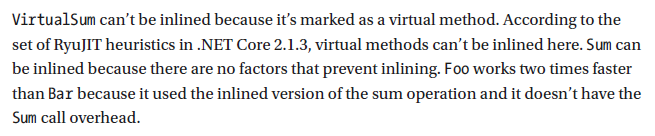 VirtualSum can’t be inlined because it’s marked as a virtual method. According to the
set of RyuJIT heuristics in .NET Core 2.1.3, virtual methods can’t be inlined here. Sum can
be inlined because there are no factors that prevent inlining. Foo works two times faster
than Bar because it used the inlined version of the sum operation and it doesn’t have the
Sum call overhead.